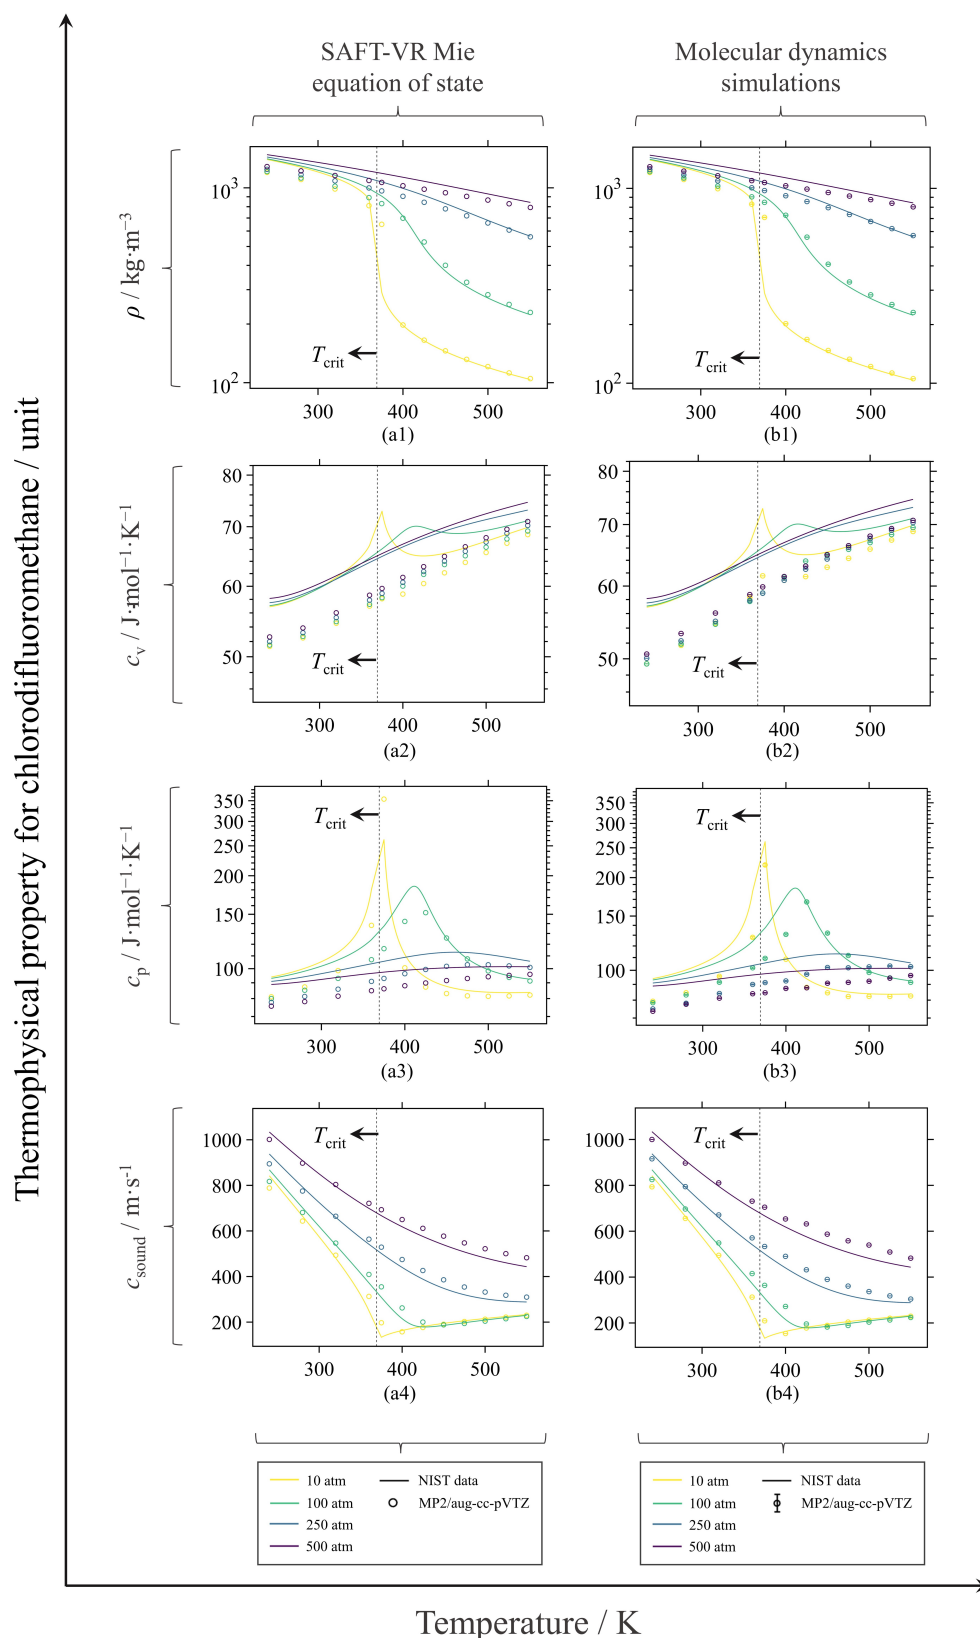 SAFT-VR Mie
equation of state
Molecular dynamics
simulations
Thermophysical property for chlorodifluoromethane / unit
ρ / kg·m⁻³
10³
10²
T_crit
300 400 500
(a1)
10³
10²
T_crit
300 400 500
(b1)
c_v / J·mol⁻¹·K⁻¹
80
70
60
50
T_crit
300 400 500
(a2)
80
70
60
50
T_crit
300 400 500
(b2)
c_p / J·mol⁻¹·K⁻¹
350
300
250
200
150
100
T_crit
300 400 500
(a3)
350
300
250
200
150
100
T_crit
300 400 500
(b3)
c_sound / m·s⁻¹
1000
800
600
400
200
T_crit
300 400 500
(a4)
1000
800
600
400
200
T_crit
300 400 500
(b4)
10 atm NIST data
100 atm MP2/aug-cc-pVTZ
250 atm
500 atm
10 atm NIST data
100 atm MP2/aug-cc-pVTZ
250 atm
500 atm
Temperature / K